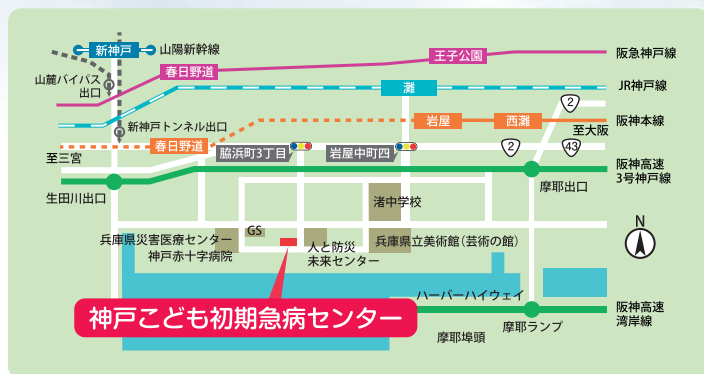 新神戸
山陽新幹線
王子公園
阪急神戸線
山麓バイパス
出口
春日野道
灘
JR神戸線
2
新神戸トンネル出口
岩屋
西灘
阪神本線
至大阪
春日野道
至三宮
脇浜町3丁目
岩屋中町四
2
43
阪神高速
3号神戸線
生田川出口
摩耶出口
渚中学校
N
兵庫県災害医療センター
神戸赤十字病院
GS
人と防災
未来センター
兵庫県立美術館(芸術の館)
ハーバーハイウェイ
神戸こども初期急病センター
阪神高速
湾岸線
摩耶ランプ
摩耶埠頭